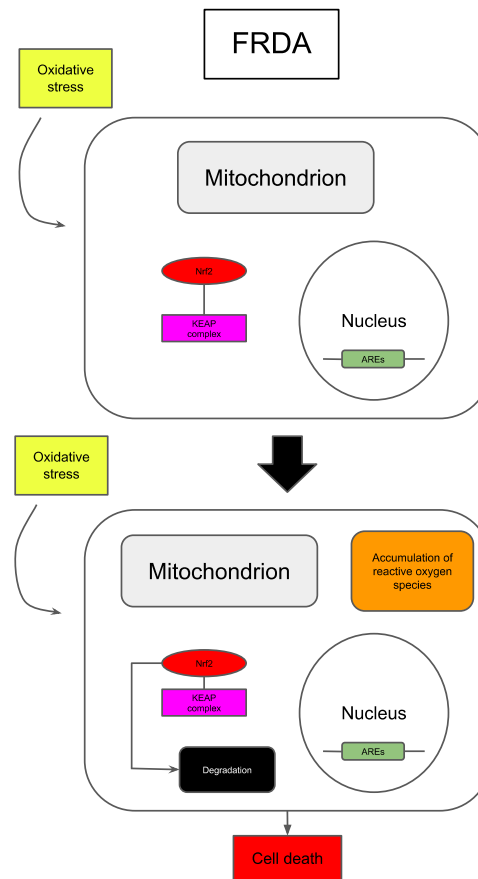 FRDA
Oxidative
stress
Mitochondrion
Nrf2
KEAP
complex
Nucleus
AREs
Oxidative
stress
Mitochondrion
Accumulation of
reactive oxygen
species
Nrf2
KEAP
complex
Nucleus
AREs
Degradation
Cell death